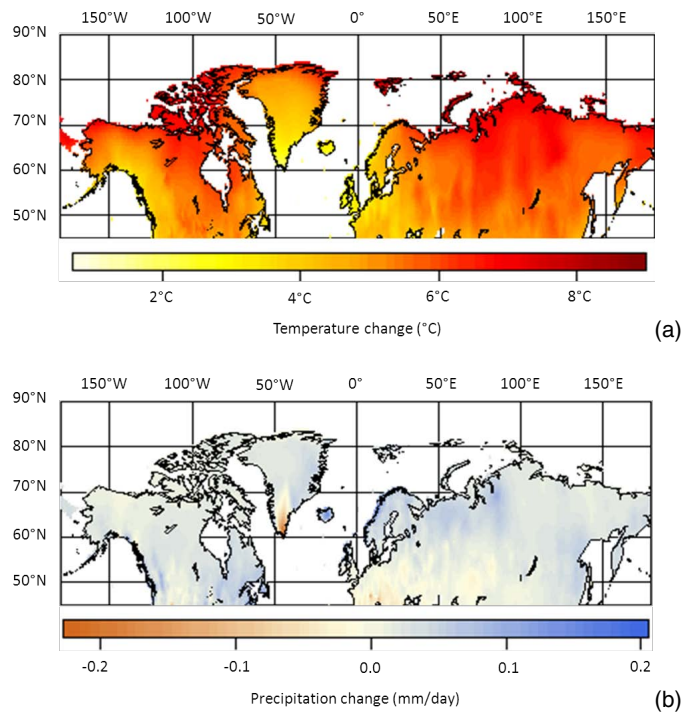 150°W 100°W 50°W 0° 50°E 100°E 150°E
90°N
80°N
70°N
60°N
50°N
2°C 4°C 6°C 8°C
Temperature change (°C)
(a)
150°W 100°W 50°W 0° 50°E 100°E 150°E
90°N
80°N
70°N
60°N
50°N
-0.2 -0.1 0.0 0.1 0.2
Precipitation change (mm/day)
(b)